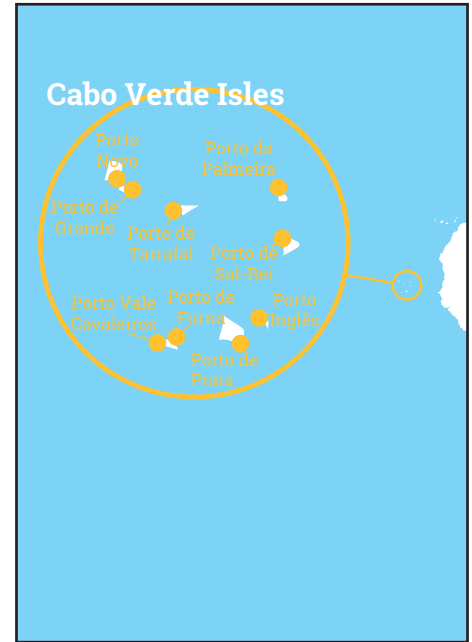 Cabo Verde Isles
Porto
Novo
Porto da
Palmeira
Porto de
Grande
Porto de
Tarrafal
Porto de
Sal-Rei
Porto Vale
Cavaleiros
Porto de
Furna
Porto
Inglês
Porto de
Praia